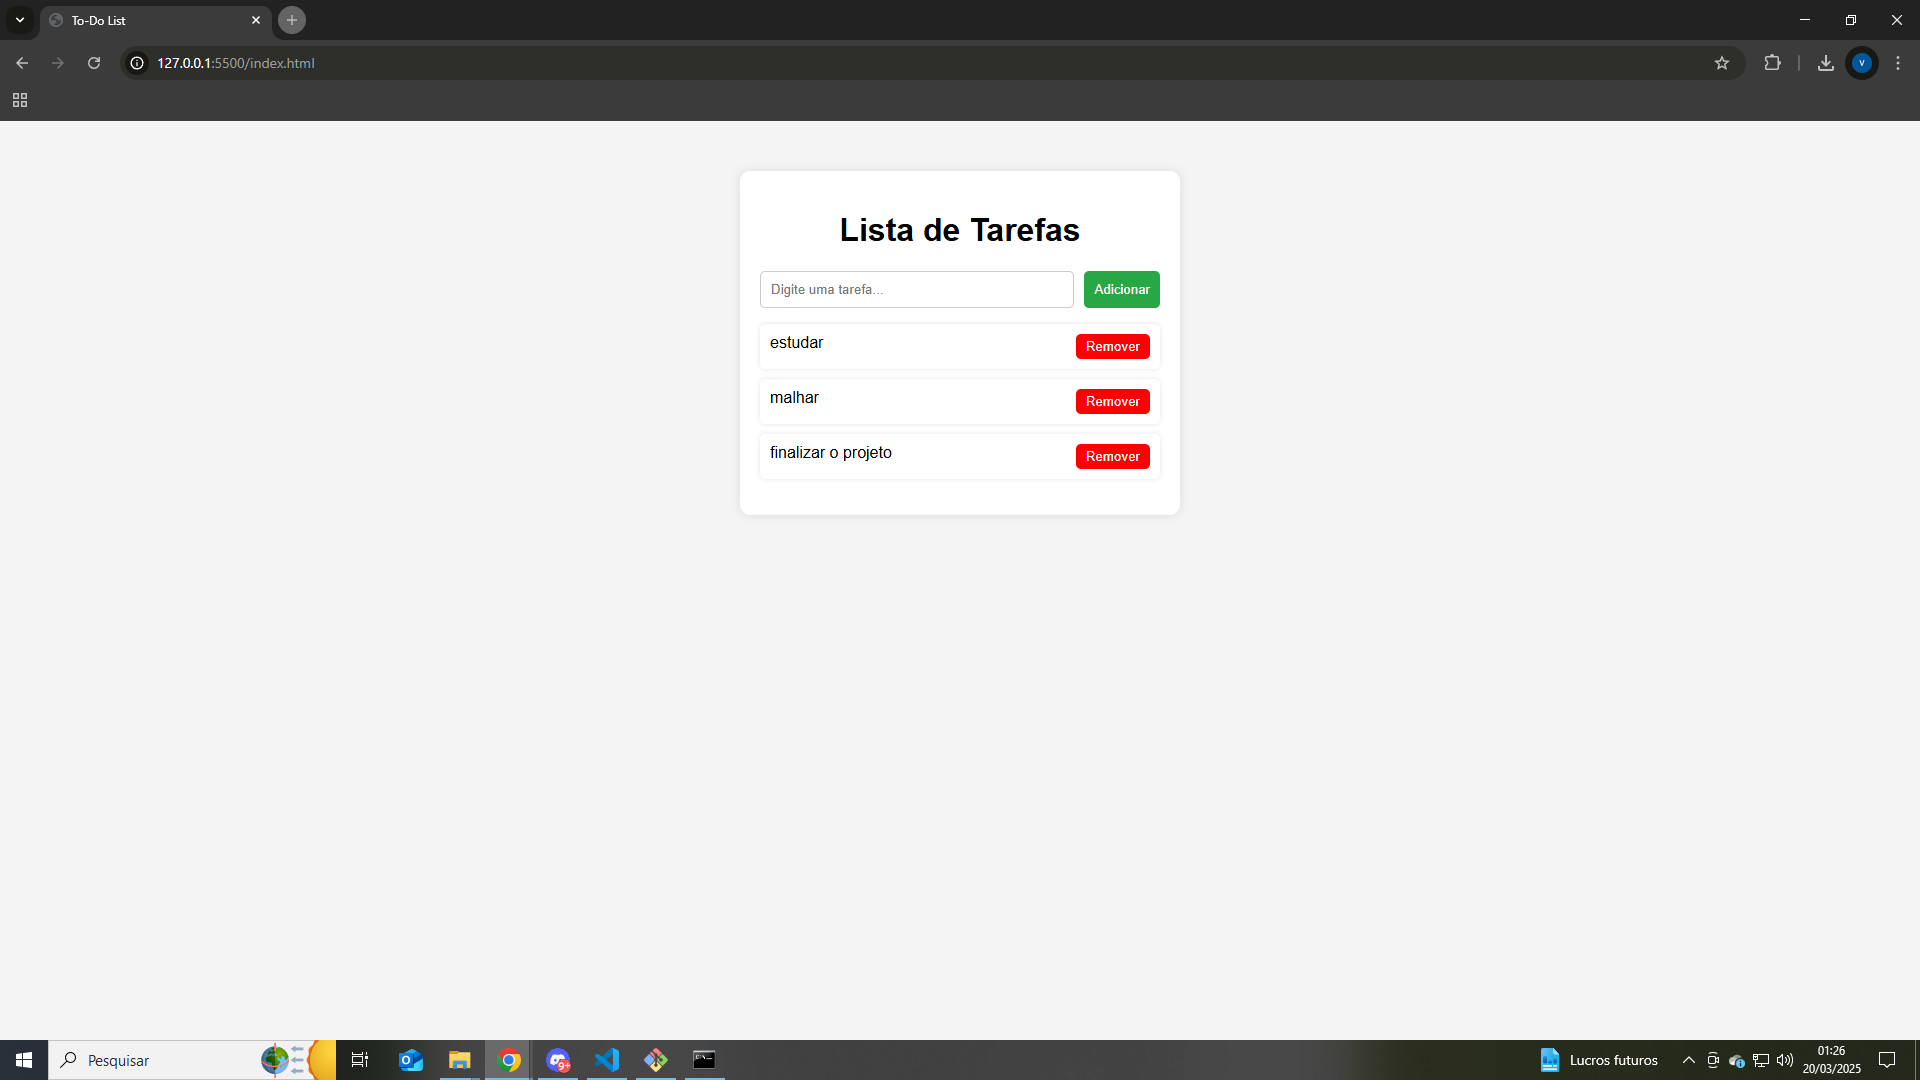 To-Do List
127.0.0.1:5500/index.html
V
Lista de Tarefas
Digite uma tarefa...
Adicionar
estudar
Remover
malhar
Remover
finalizar o projeto
Remover
Pesquisar
9+
Lucros futuros
01:26
20/03/2025